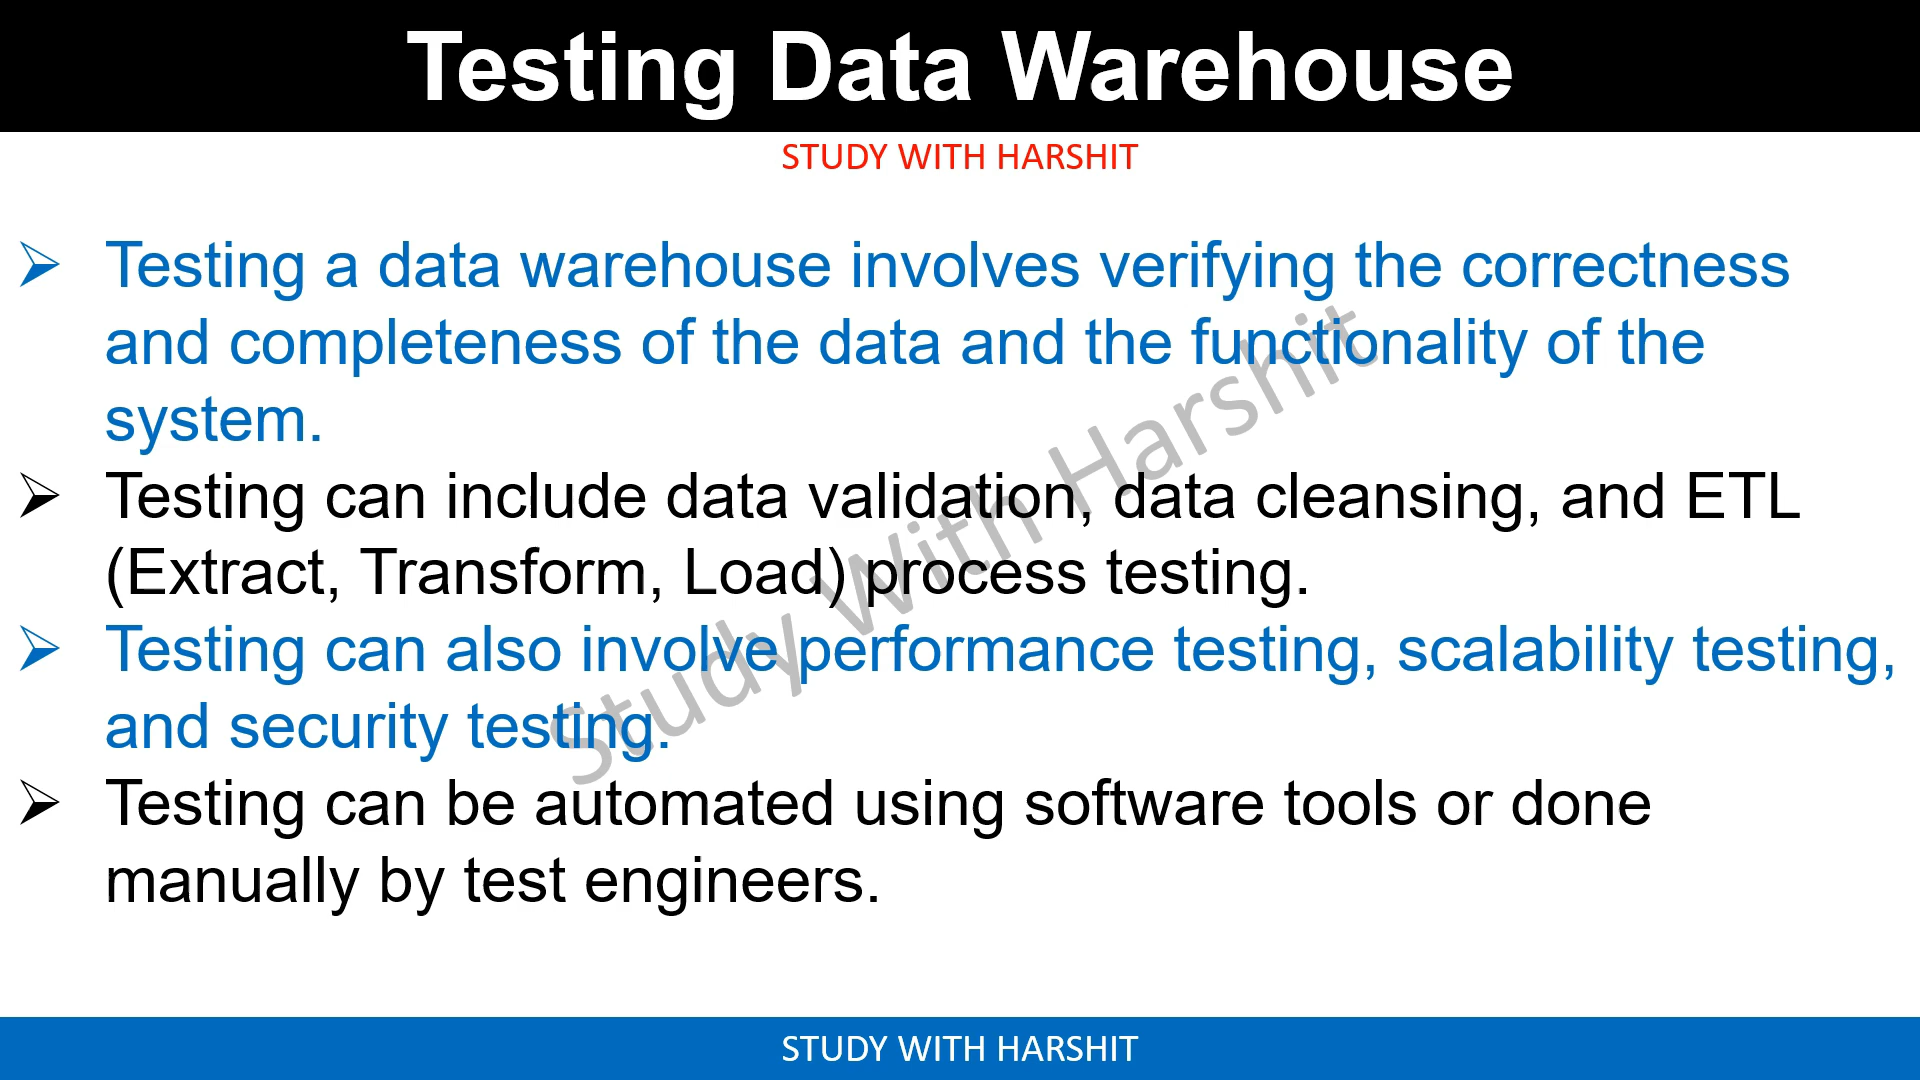 Testing Data Warehouse
STUDY WITH HARSHIT
➢ Testing a data warehouse involves verifying the correctness
and completeness of the data and the functionality of the
system.
➢ Testing can include data validation, data cleansing, and ETL
(Extract, Transform, Load) process testing.
➢ Testing can also involve performance testing, scalability testing,
and security testing.
➢ Testing can be automated using software tools or done
manually by test engineers.
Study With Harshit
STUDY WITH HARSHIT